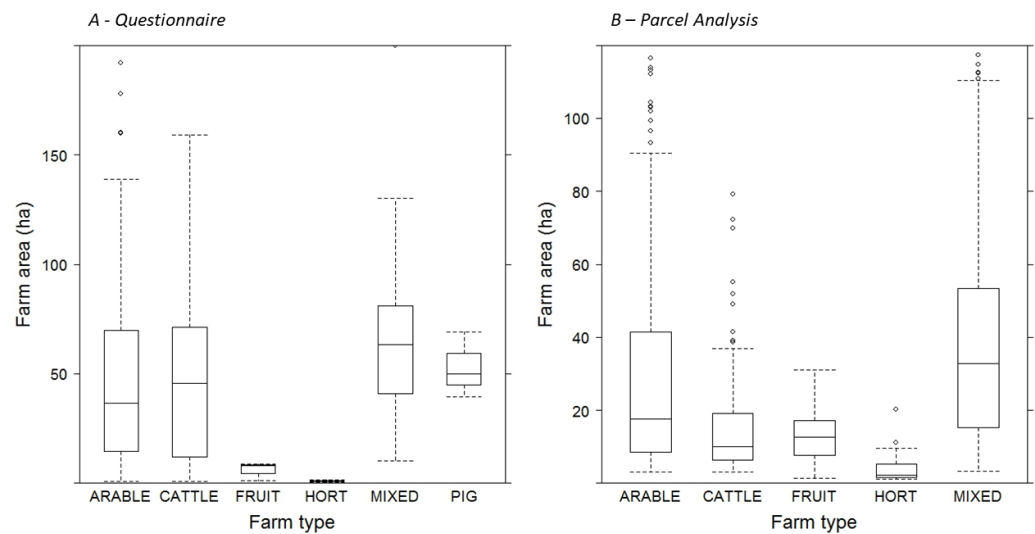 A - Questionnaire
B – Parcel Analysis
Farm area (ha)
150
100
50
ARABLE CATTLE FRUIT HORT MIXED PIG
Farm type
Farm area (ha)
100
80
60
40
20
ARABLE CATTLE FRUIT HORT MIXED
Farm type